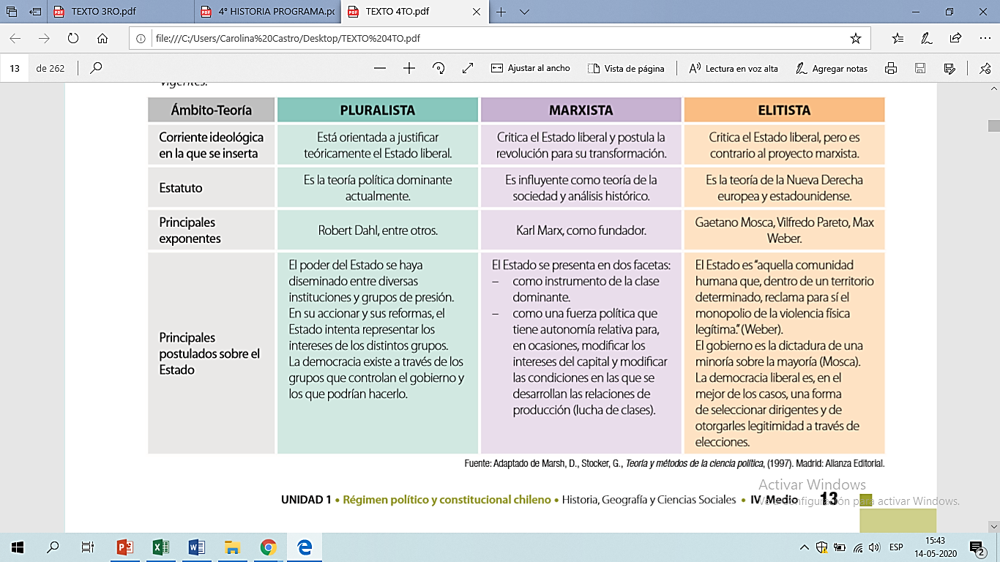 TEXTO 3RO.pdf
4° HISTORIA PROGRAMA.pd
TEXTO 4TO.pdf
file:///C:/Users/Carolina%20Castro/Desktop/TEXTO%204TO.pdf
13 de 262
Ajustar al ancho
Vista de página
Lectura en voz alta
Agregar notas
vigentes.
Ámbito-Teoría
PLURALISTA
MARXISTA
ELITISTA
Corriente ideológica
en la que se inserta
Está orientada a justificar
teóricamente el Estado liberal.
Critica el Estado liberal y postula la
revolución para su transformación.
Critica el Estado liberal, pero es
contrario al proyecto marxista.
Estatuto
Es la teoría política dominante
actualmente.
Es influyente como teoría de la
sociedad y análisis histórico.
Es la teoría de la Nueva Derecha
europea y estadounidense.
Principales
exponentes
Robert Dahl, entre otros.
Karl Marx, como fundador.
Gaetano Mosca, Vilfredo Pareto, Max
Weber.
Principales
postulados sobre el
Estado
El poder del Estado se haya
diseminado entre diversas
instituciones y grupos de presión.
En su accionar y sus reformas, el
Estado intenta representar los
intereses de los distintos grupos.
La democracia existe a través de los
grupos que controlan el gobierno y
los que podrían hacerlo.
El Estado se presenta en dos facetas:
– como instrumento de la clase
dominante.
– como una fuerza política que
tiene autonomía relativa para,
en ocasiones, modificar los
intereses del capital y modificar
las condiciones en las que se
desarrollan las relaciones de
producción (lucha de clases).
El Estado es "aquella comunidad
humana que, dentro de un territorio
determinado, reclama para sí el
monopolio de la violencia física
legítima." (Weber).
El gobierno es la dictadura de una
minoría sobre la mayoría (Mosca).
La democracia liberal es, en el
mejor de los casos, una forma
de seleccionar dirigentes y de
otorgarles legitimidad a través de
elecciones.
Fuente: Adaptado de Marsh, D., Stocker, G., Teoría y métodos de la ciencia política, (1997). Madrid: Alianza Editorial.
Activar Windows
Ve a Configuración para activar Windows.
UNIDAD 1 • Régimen político y constitucional chileno • Historia, Geografía y Ciencias Sociales • IV Medio 13
ESP
15:43
14-05-2020
2